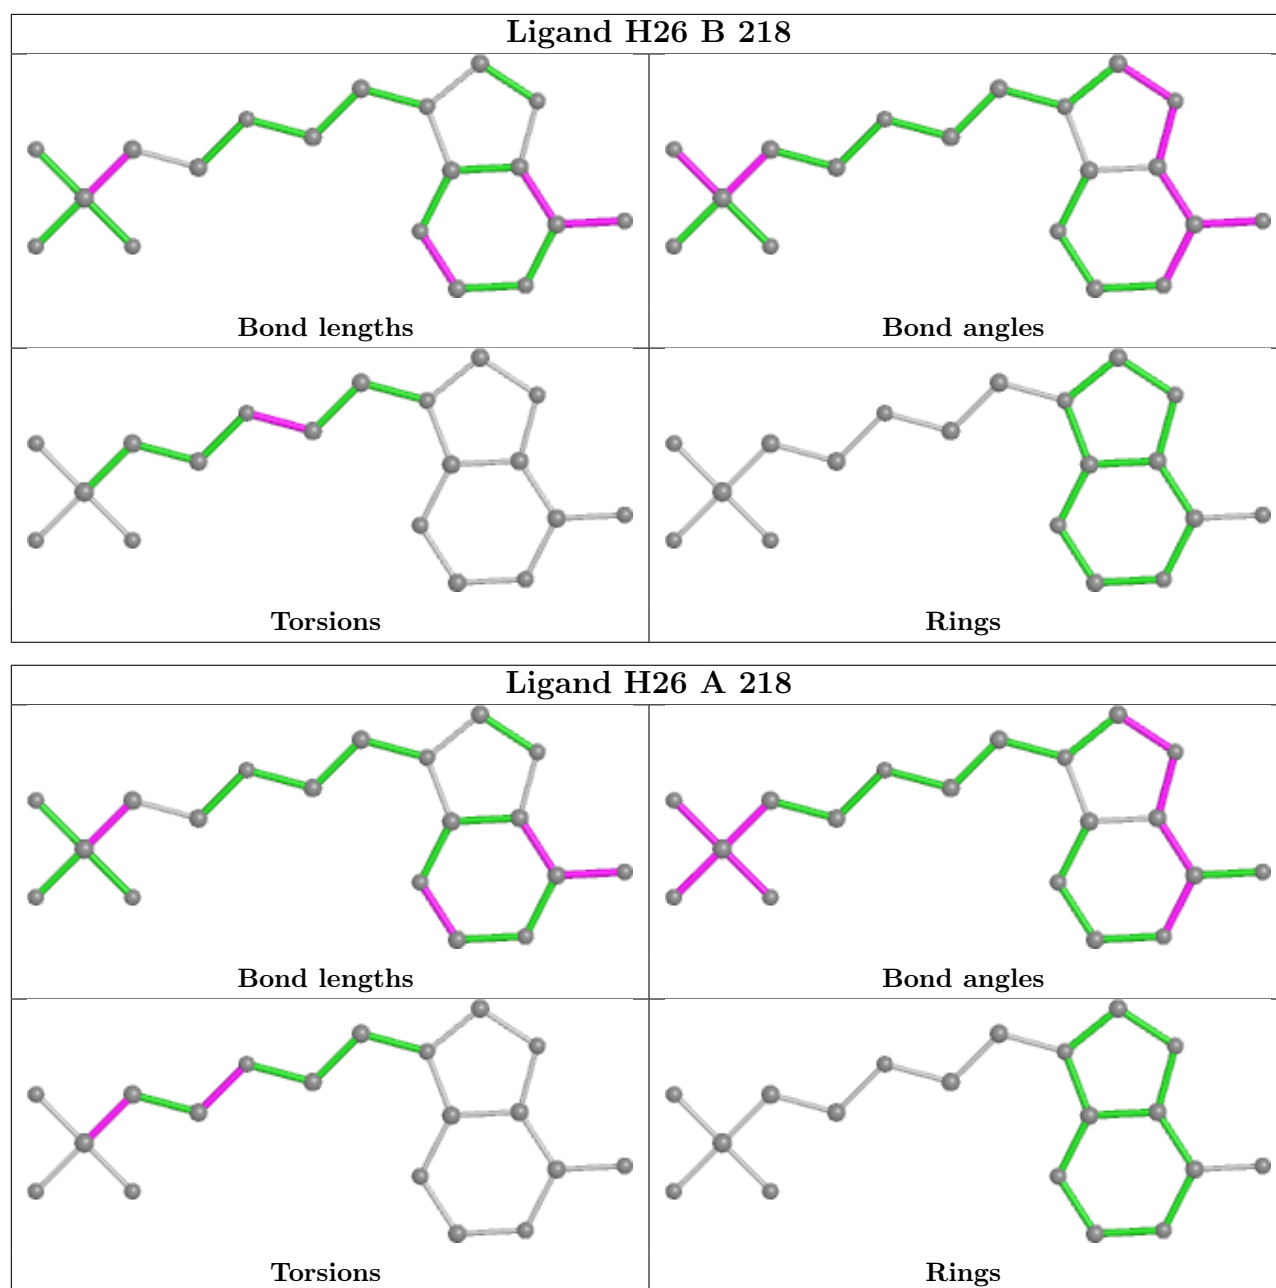 Ligand H26 B 218
Bond lengths
Bond angles
Torsions
Rings
Ligand H26 A 218
Bond lengths
Bond angles
Torsions
Rings